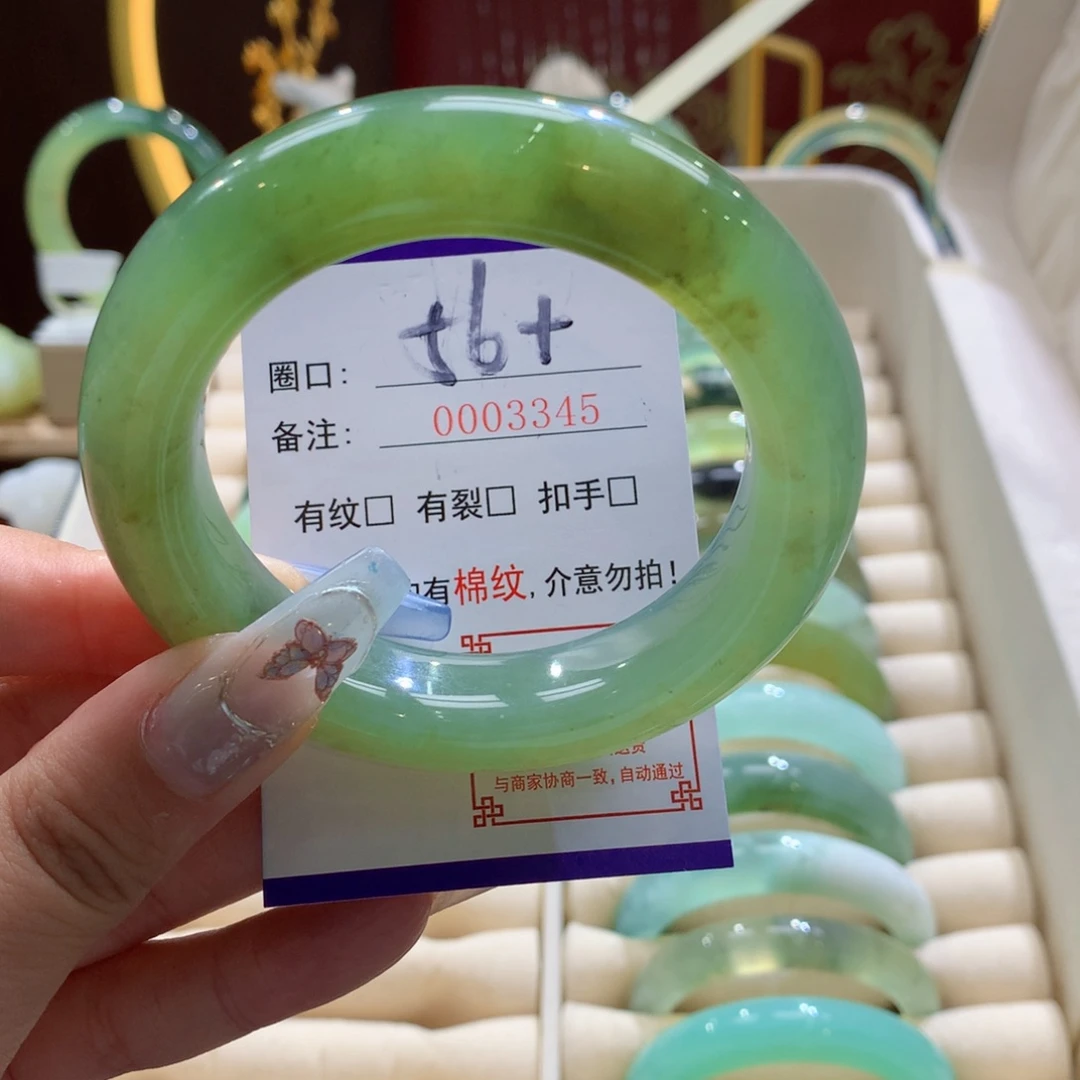 圈口: 56+
备注: 0003345
有纹□ 有裂□ 扣手□
有棉纹,介意勿拍!
与商家协商一致,自动通过